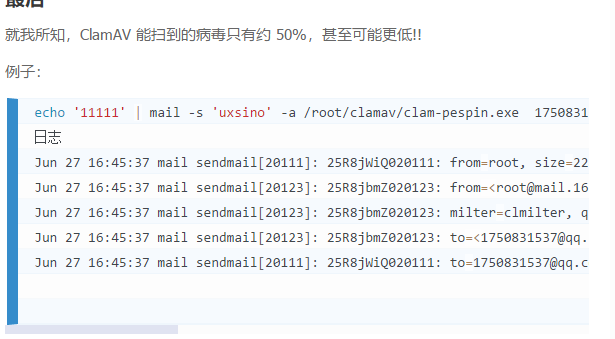 最后
就我所知，ClamAV 能扫到的病毒只有约 50%，甚至可能更低!!
例子：
echo '11111' | mail -s 'uxsino' -a /root/clamav/clam-pespin.exe  1750831
日志
Jun 27 16:45:37 mail sendmail[20111]: 25R8jWiQ020111: from=root, size=22
Jun 27 16:45:37 mail sendmail[20123]: 25R8jbmZ020123: from=<root@mail.16
Jun 27 16:45:37 mail sendmail[20123]: 25R8jbmZ020123: milter=clmilter, q
Jun 27 16:45:37 mail sendmail[20123]: 25R8jbmZ020123: to=<1750831537@qq.
Jun 27 16:45:37 mail sendmail[20111]: 25R8jWiQ020111: to=1750831537@qq.c